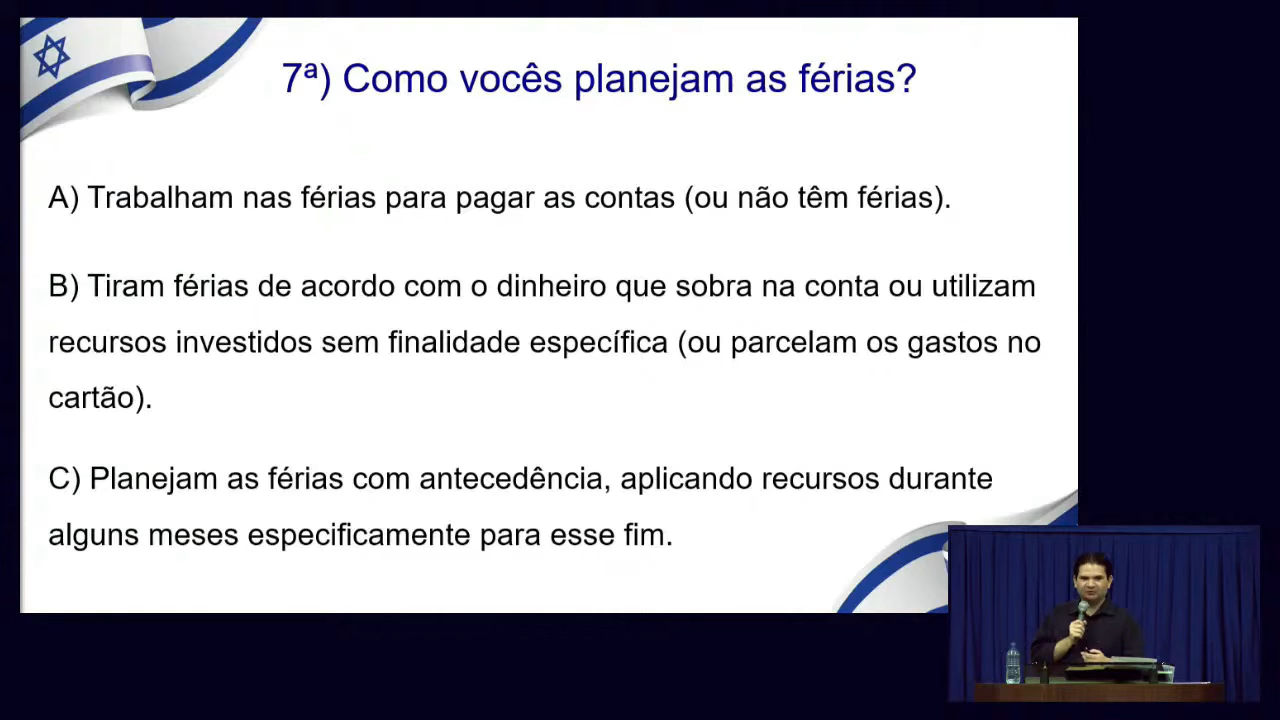 7ª) Como vocês planejam as férias?
A) Trabalham nas férias para pagar as contas (ou não têm férias).
B) Tiram férias de acordo com o dinheiro que sobra na conta ou utilizam
recursos investidos sem finalidade específica (ou parcelam os gastos no
cartão).
C) Planejam as férias com antecedência, aplicando recursos durante
alguns meses especificamente para esse fim.